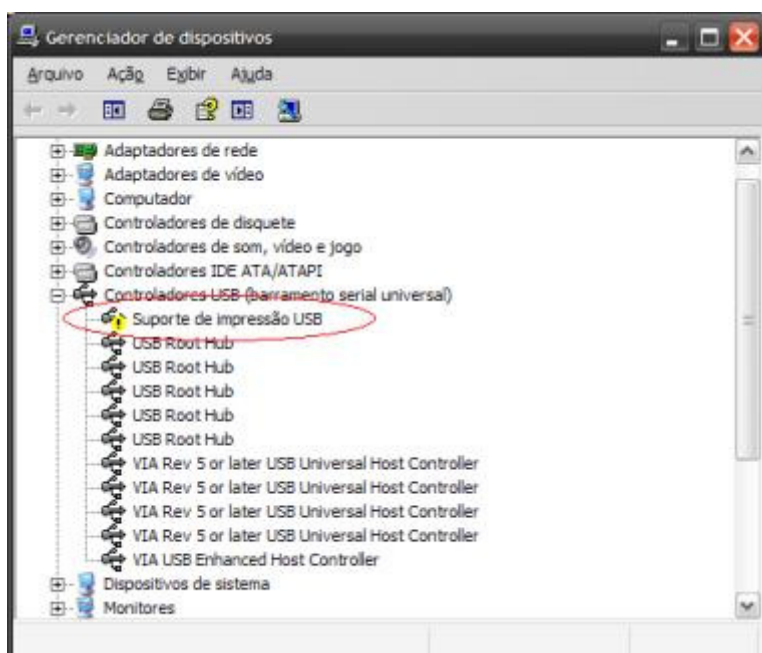 Gerenciador de dispositivos
Arquivo Ação Exibir Ajuda
Adaptadores de rede
Adaptadores de vídeo
Computador
Controladores de disquete
Controladores de som, vídeo e jogo
Controladores IDE ATA/ATAPI
Controladores USB (barramento serial universal)
Suporte de impressão USB
USB Root Hub
USB Root Hub
USB Root Hub
USB Root Hub
USB Root Hub
VIA Rev 5 or later USB Universal Host Controller
VIA Rev 5 or later USB Universal Host Controller
VIA Rev 5 or later USB Universal Host Controller
VIA Rev 5 or later USB Universal Host Controller
VIA USB Enhanced Host Controller
Dispositivos de sistema
Monitores